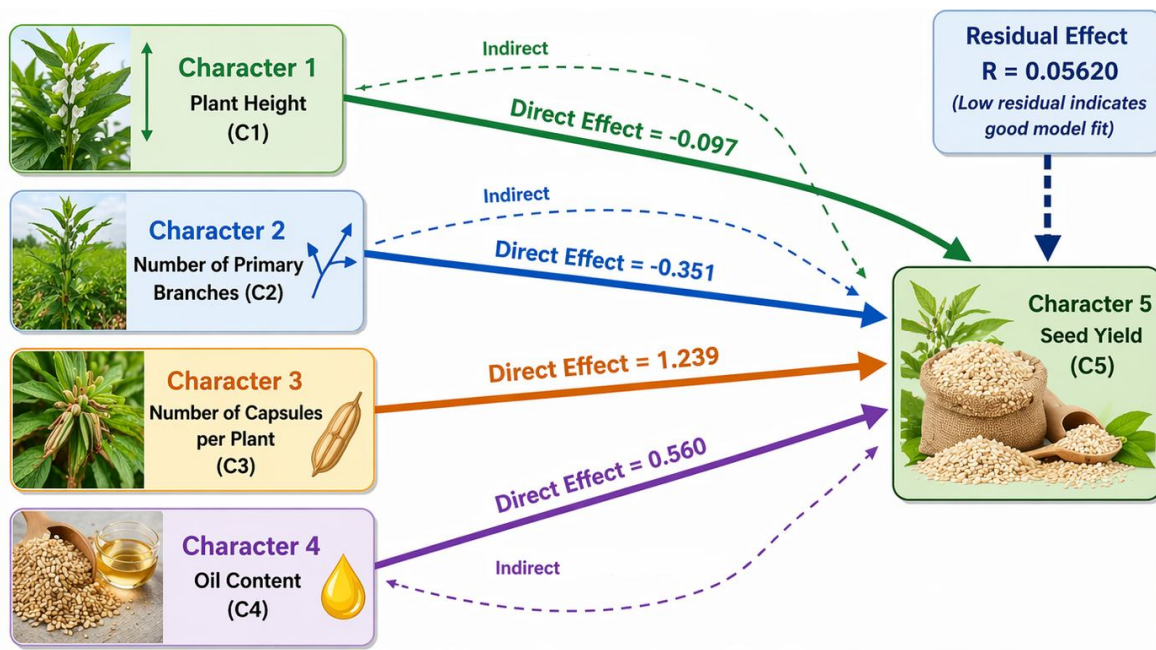 Character 1
Plant Height
(C1)
Indirect
Direct Effect = -0.097
Residual Effect
R = 0.05620
(Low residual indicates
good model fit)
Character 2
Number of Primary
Branches (C2)
Indirect
Direct Effect = -0.351
Character 3
Number of Capsules
per Plant
(C3)
Direct Effect = 1.239
Character 5
Seed Yield
(C5)
Character 4
Oil Content
(C4)
Direct Effect = 0.560
Indirect